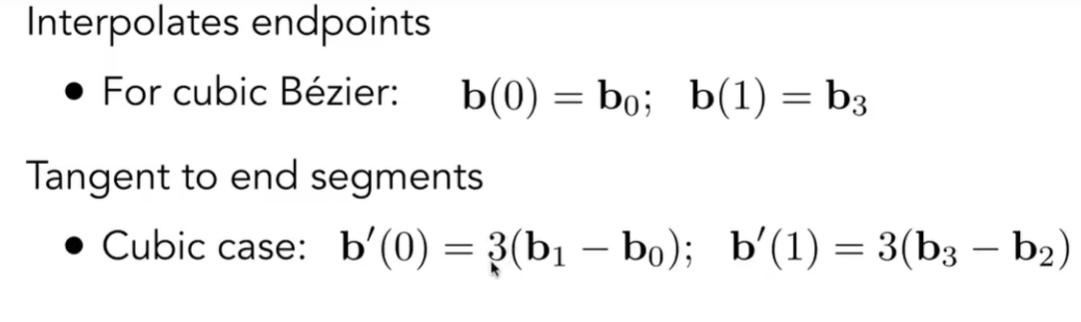 Interpolates endpoints
• For cubic Bézier: b(0) = b₀; b(1) = b₃
Tangent to end segments
• Cubic case: b′(0) = 3(b₁ − b₀); b′(1) = 3(b₃ − b₂)